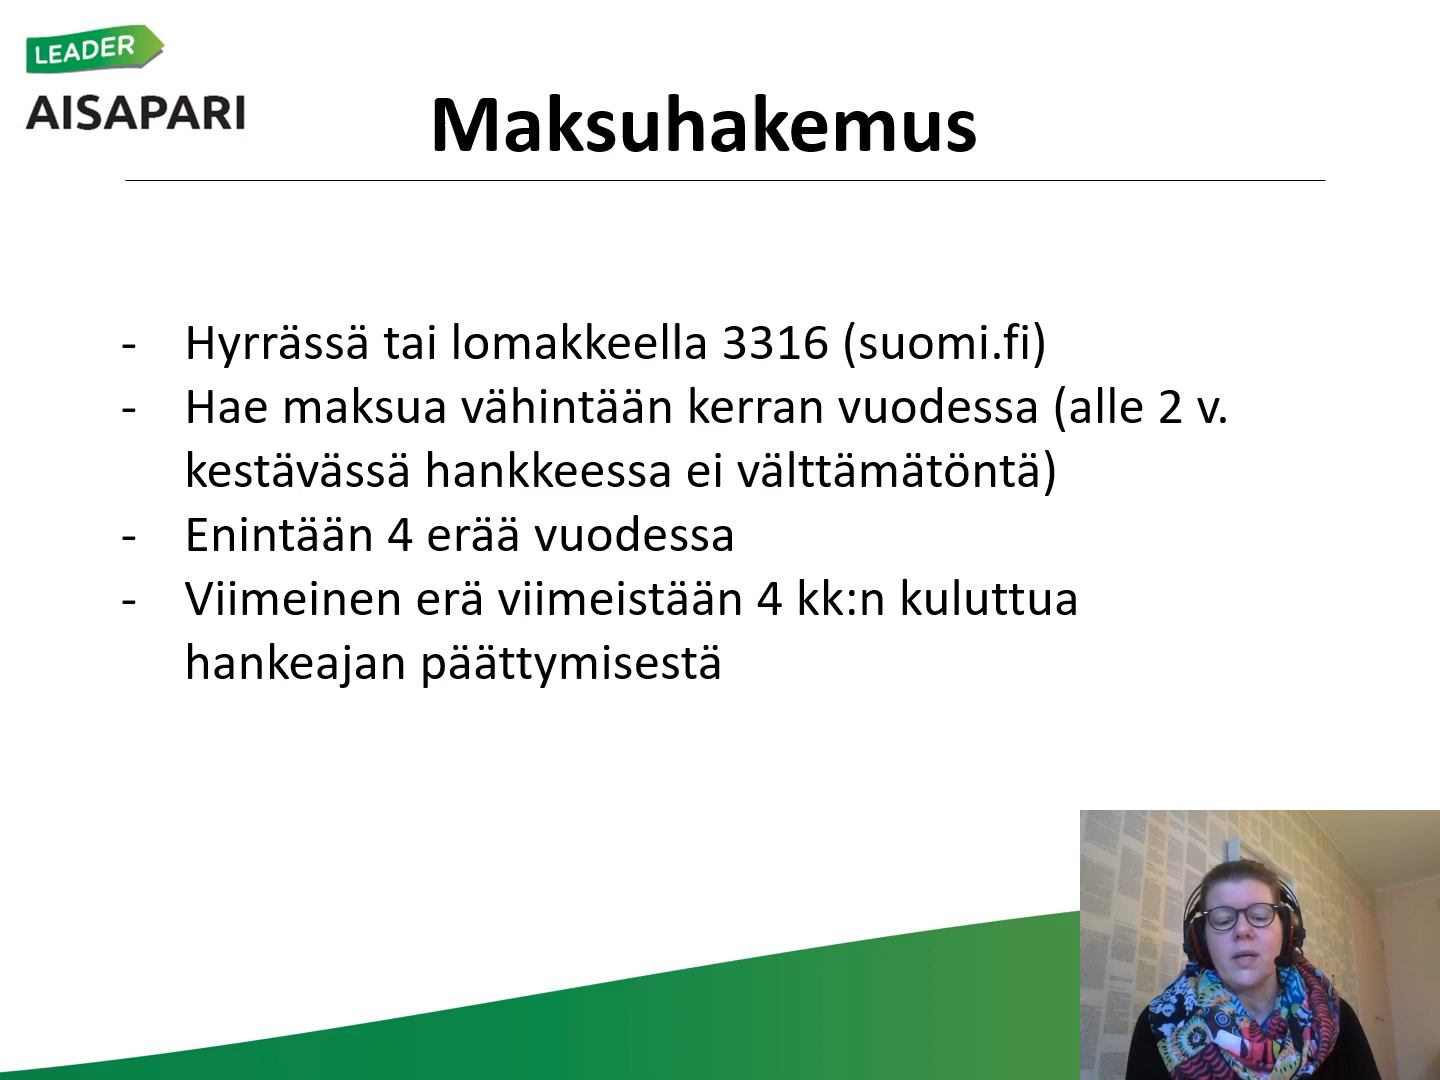 LEADER
AISAPARI
Maksuhakemus
- Hyrrässä tai lomakkeella 3316 (suomi.fi)
- Hae maksua vähintään kerran vuodessa (alle 2 v.
kestävässä hankkeessa ei välttämätöntä)
- Enintään 4 erää vuodessa
- Viimeinen erä viimeistään 4 kk:n kuluttua
hankeajan päättymisestä